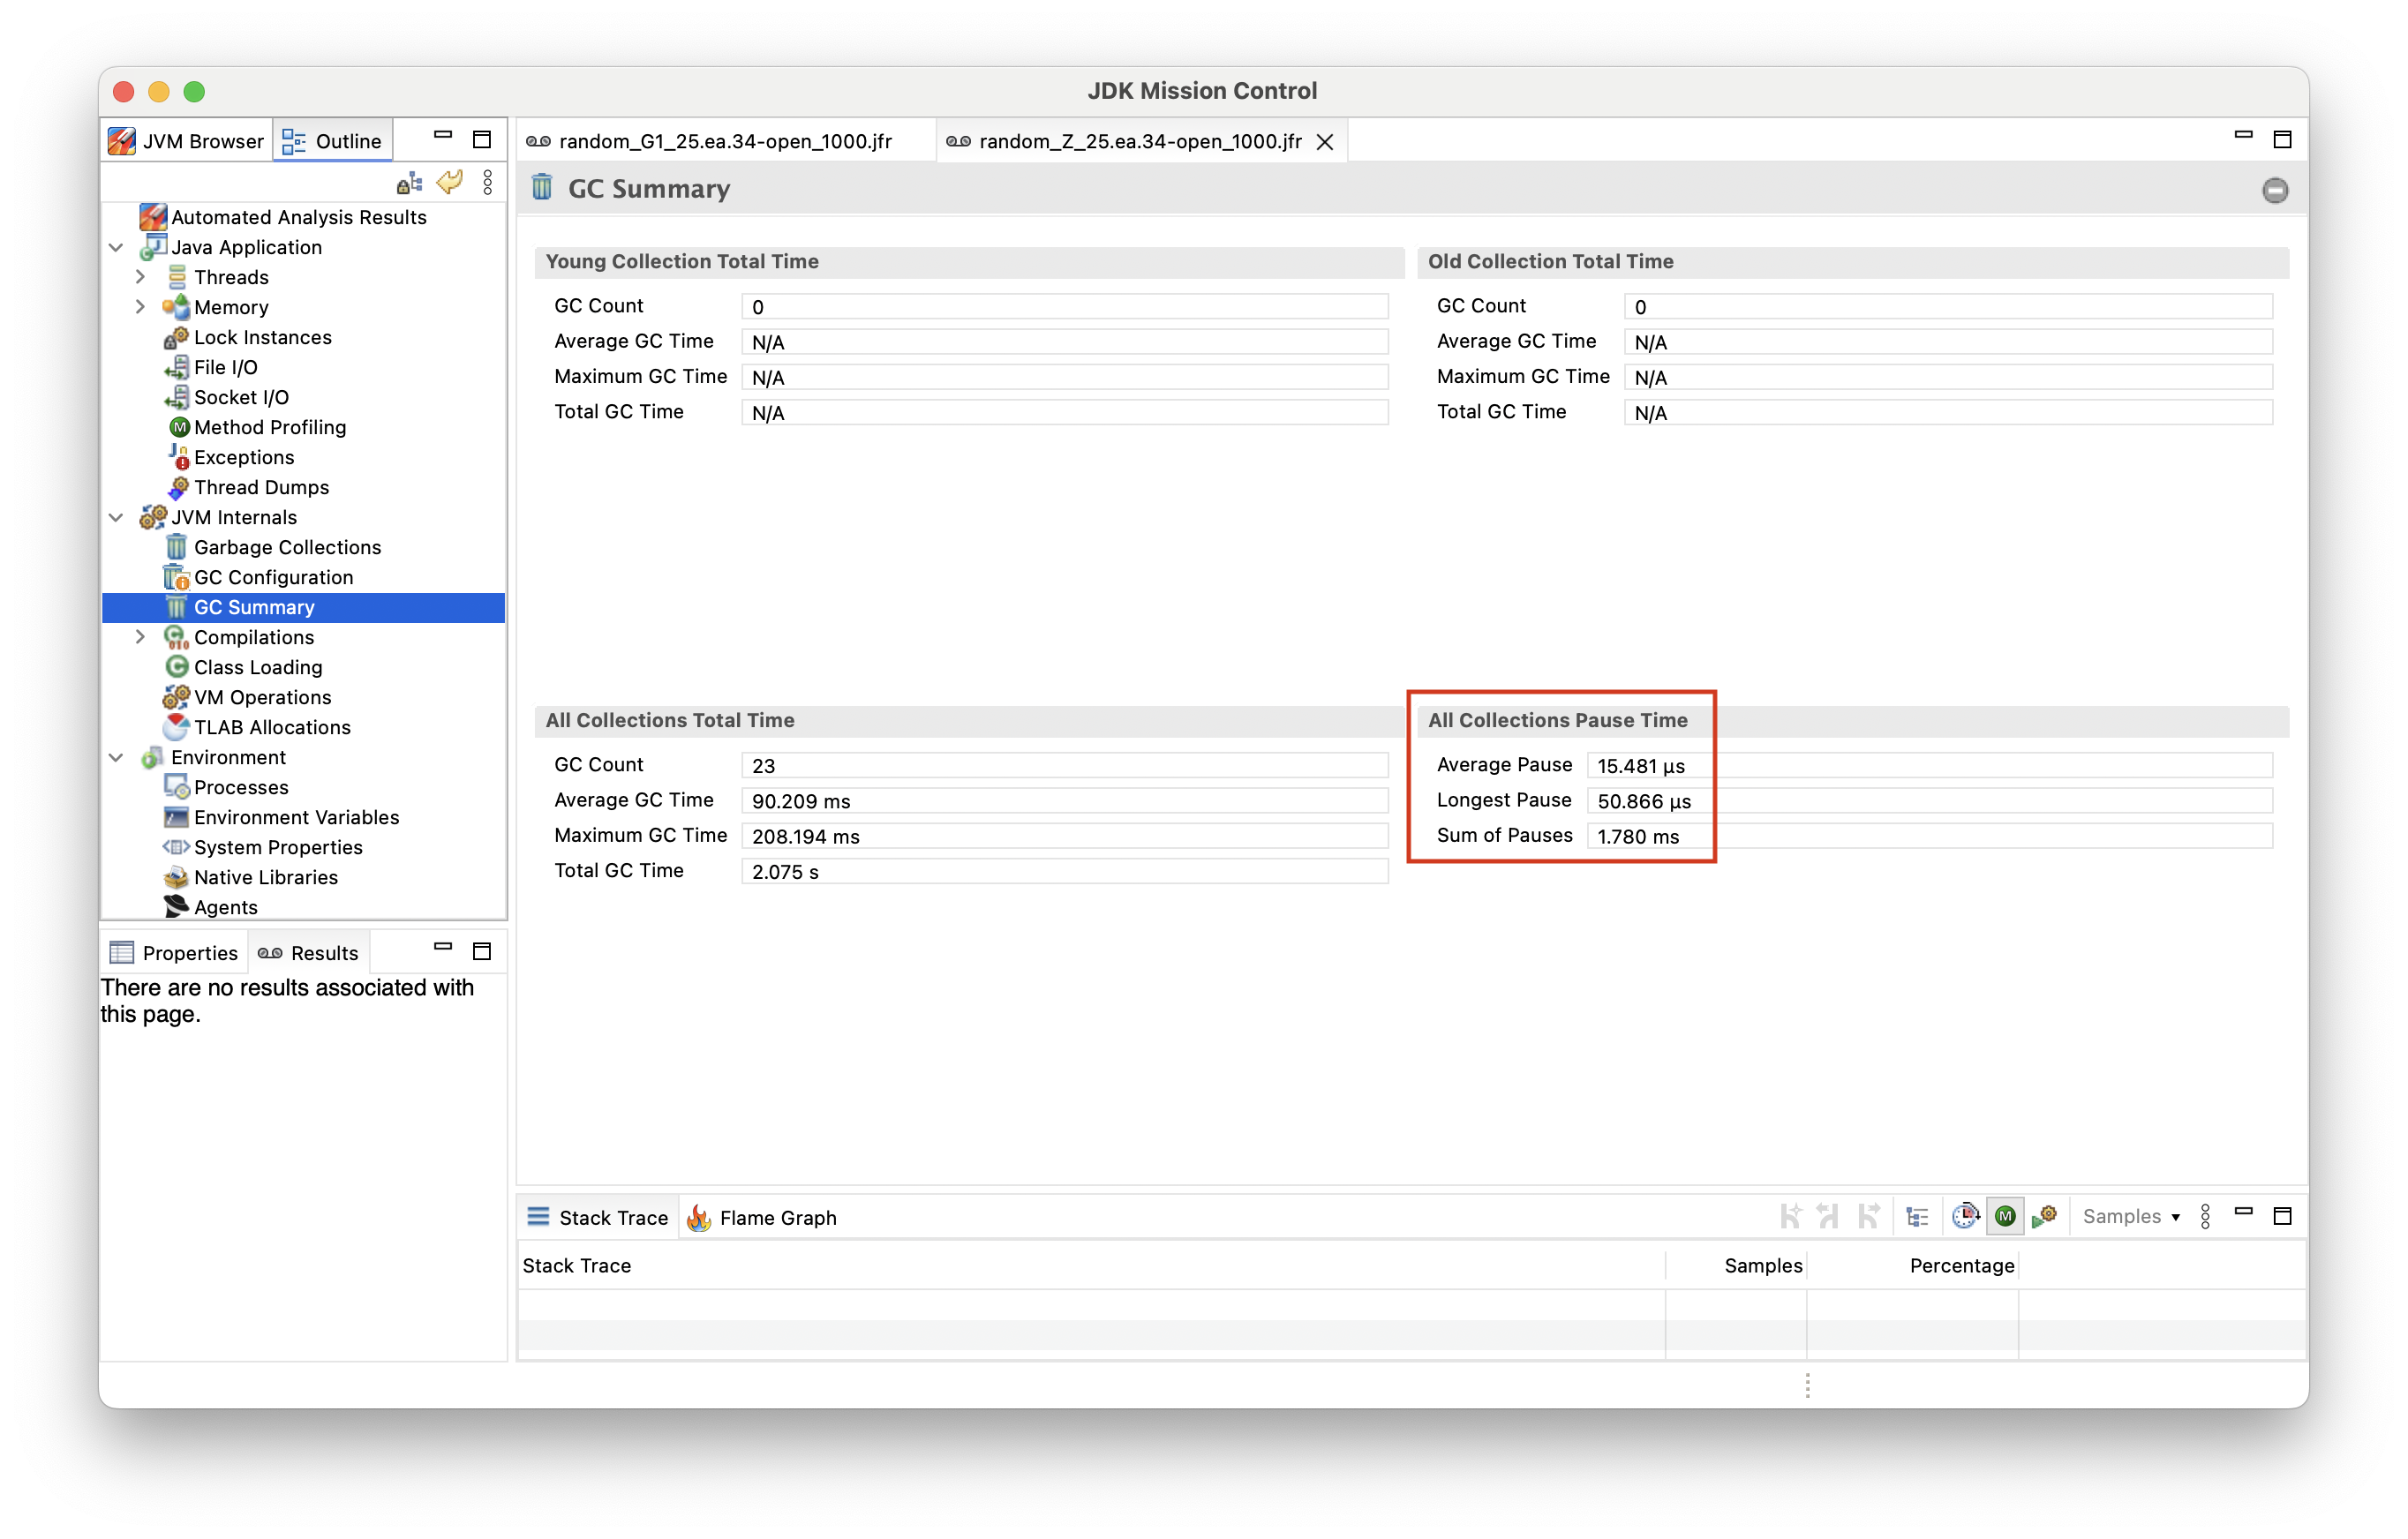 JDK Mission Control
JVM Browser
Outline
Automated Analysis Results
Java Application
Threads
Memory
Lock Instances
File I/O
Socket I/O
Method Profiling
Exceptions
Thread Dumps
JVM Internals
Garbage Collections
GC Configuration
GC Summary
Compilations
Class Loading
VM Operations
TLAB Allocations
Environment
Processes
Environment Variables
System Properties
Native Libraries
Agents
Properties
Results
There are no results associated with
this page.
random_G1_25.ea.34-open_1000.jfr
random_Z_25.ea.34-open_1000.jfr
GC Summary
Young Collection Total Time
GC Count 0
Average GC Time N/A
Maximum GC Time N/A
Total GC Time N/A
Old Collection Total Time
GC Count 0
Average GC Time N/A
Maximum GC Time N/A
Total GC Time N/A
All Collections Total Time
GC Count 23
Average GC Time 90.209 ms
Maximum GC Time 208.194 ms
Total GC Time 2.075 s
All Collections Pause Time
Average Pause 15.481 µs
Longest Pause 50.866 µs
Sum of Pauses 1.780 ms
Stack Trace
Flame Graph
Samples
Stack Trace Samples Percentage